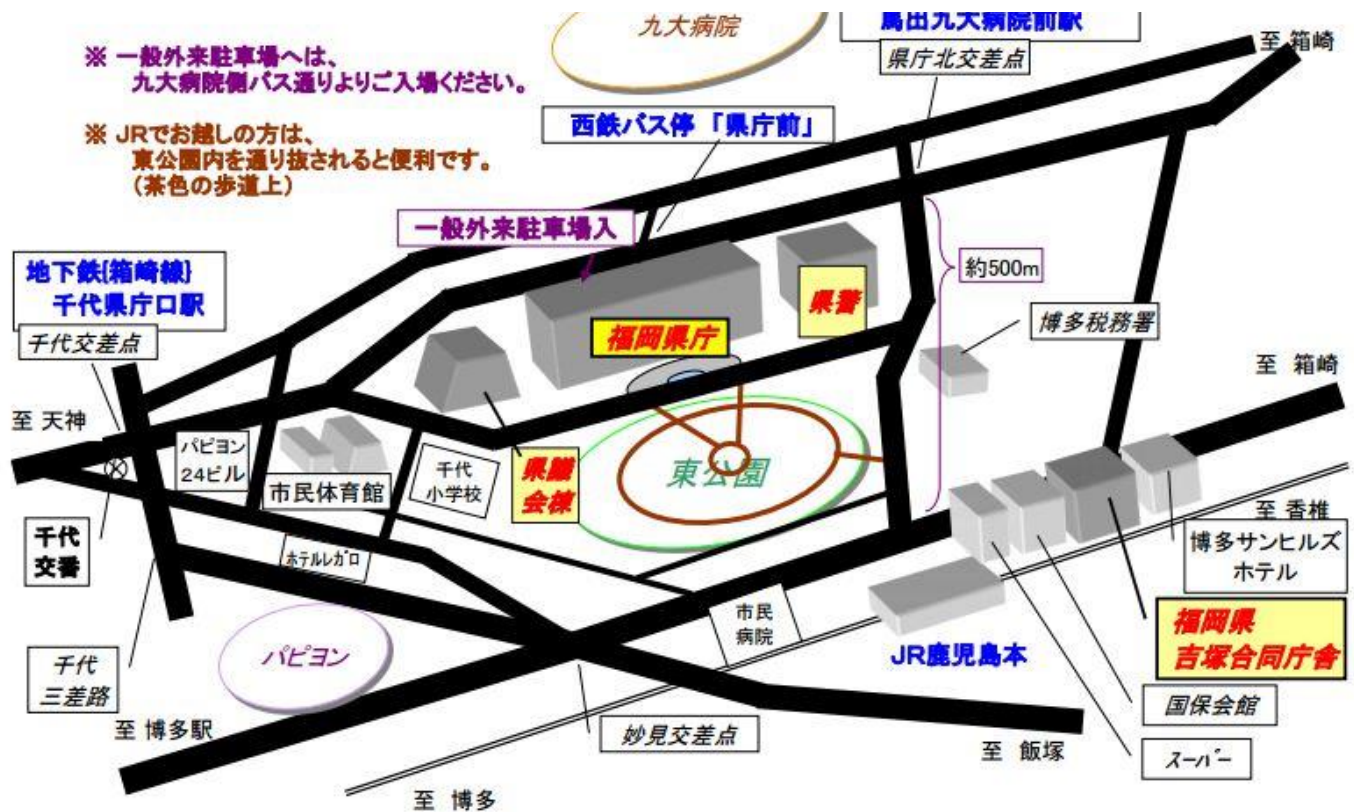 九大病院
馬出九大病院前駅
※ 一般外来駐車場へは、
九大病院側バス通りよりご入場ください。
県庁北交差点
至 箱崎
※ JRでお越しの方は、
東公園内を通り抜されると便利です。
（茶色の歩道上）
西鉄バス停 「県庁前」
一般外来駐車場入
地下鉄{箱崎線}
千代県庁口駅
千代交差点
約500m
県警
福岡県庁
博多税務署
至 箱崎
至 天神
パピヨン
24ビル
市民体育館
千代
小学校
県議
会棟
東公園
千代
交番
ホテルレガロ
至 香椎
博多サンヒルズ
ホテル
市民
病院
福岡県
吉塚合同庁舎
JR鹿児島本
パピヨン
千代
三差路
国保会館
至 博多駅
妙見交差点
至 飯塚
スーパー
至 博多